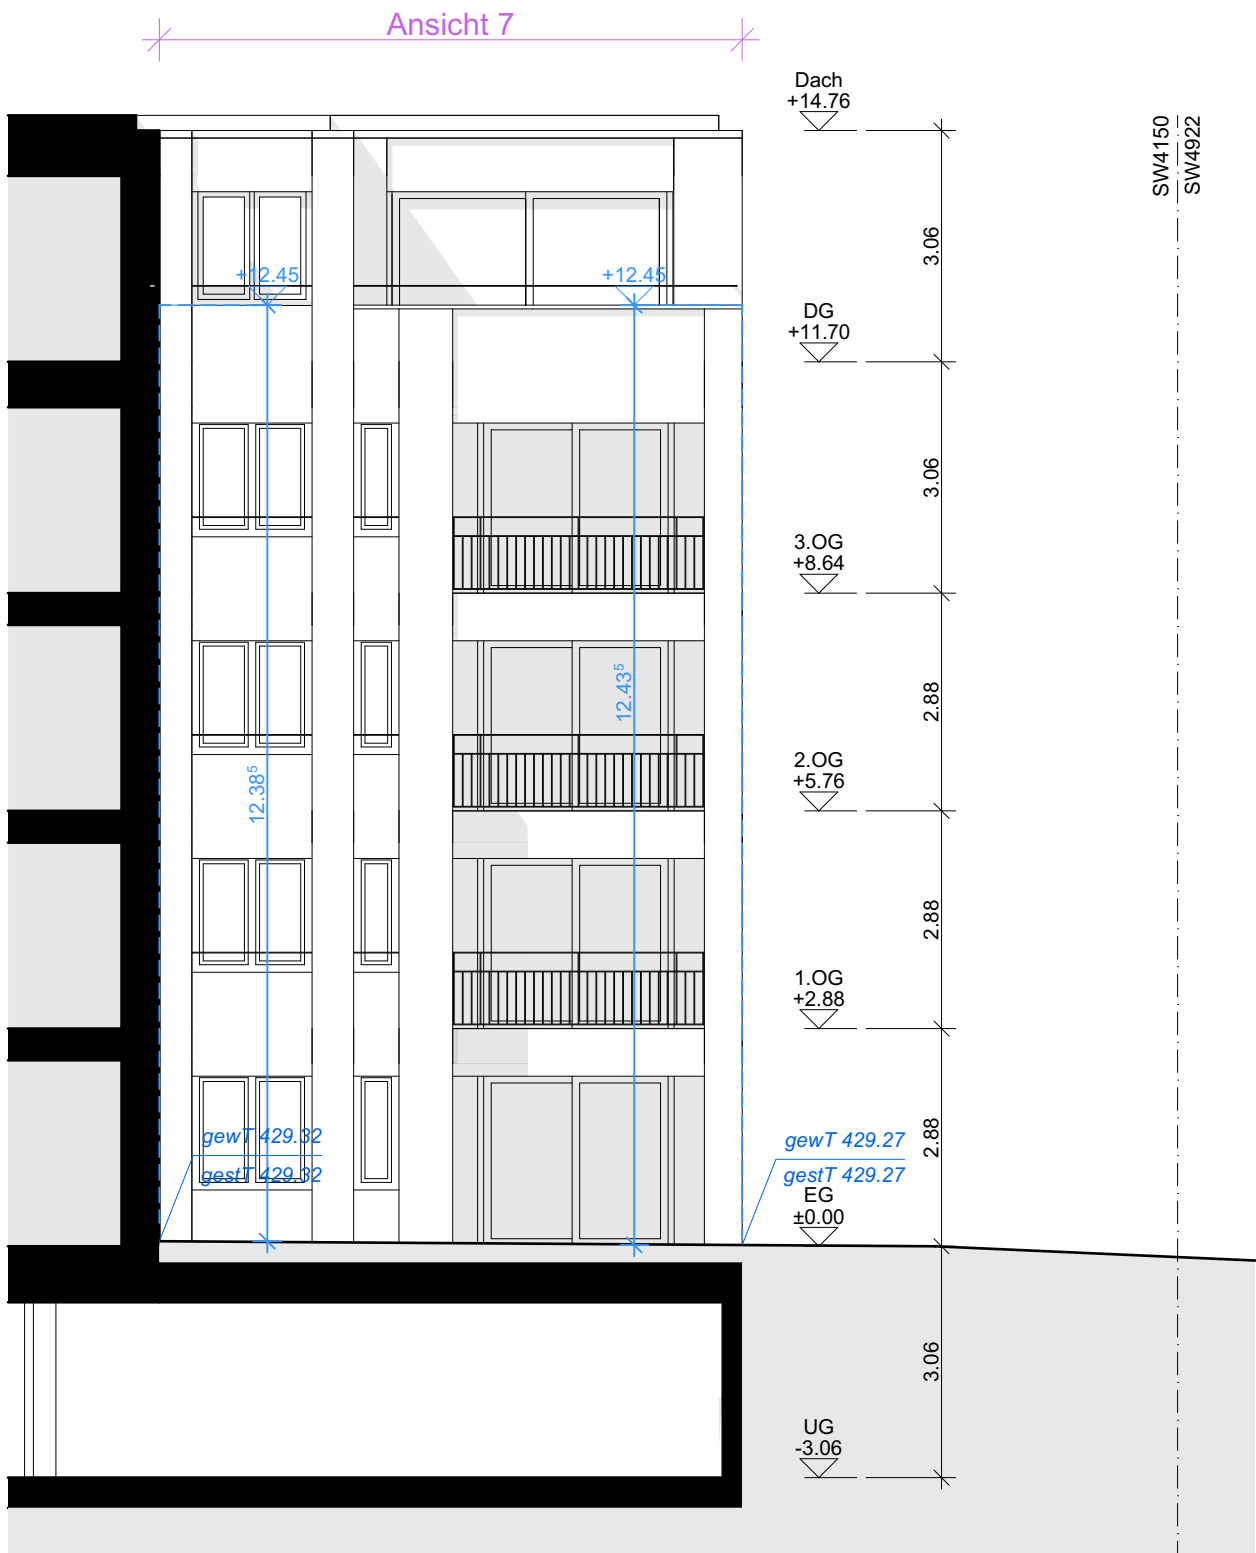 Ansicht 7
Dach
+14.76
SW4150
SW4922
3.06
+12.45
+12.45
DG
+11.70
3.06
3.OG
+8.64
12.43⁵
2.88
2.OG
+5.76
12.38⁵
2.88
1.OG
+2.88
gewT 429.32
gestT 429.32
gewT 429.27
gestT 429.27
2.88
EG
±0.00
3.06
UG
-3.06